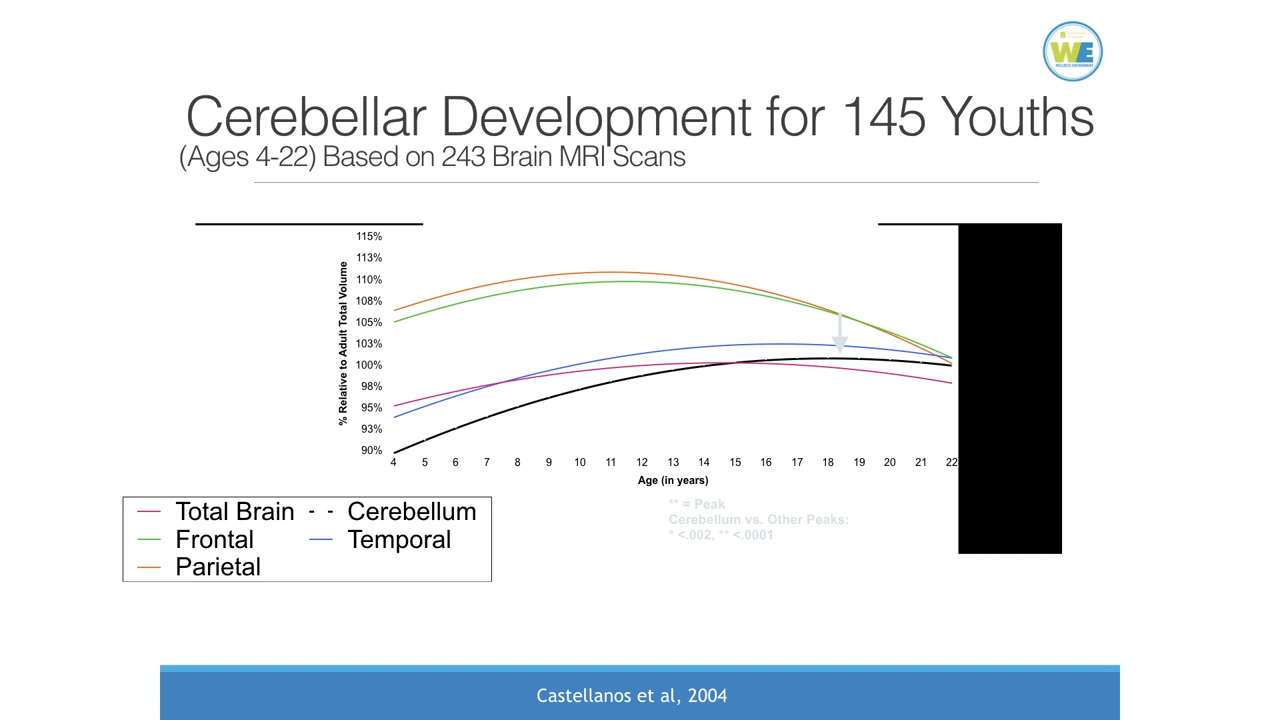 WE
WELLNESS ENVIRONMENT
Cerebellar Development for 145 Youths
(Ages 4-22) Based on 243 Brain MRI Scans
% Relative to Adult Total Volume
115%
113%
110%
108%
105%
103%
100%
98%
95%
93%
90%
4 5 6 7 8 9 10 11 12 13 14 15 16 17 18 19 20 21 22
Age (in years)
Total Brain Cerebellum
Frontal Temporal
Parietal
** = Peak
Cerebellum vs. Other Peaks:
* <.002, ** <.0001
Castellanos et al, 2004